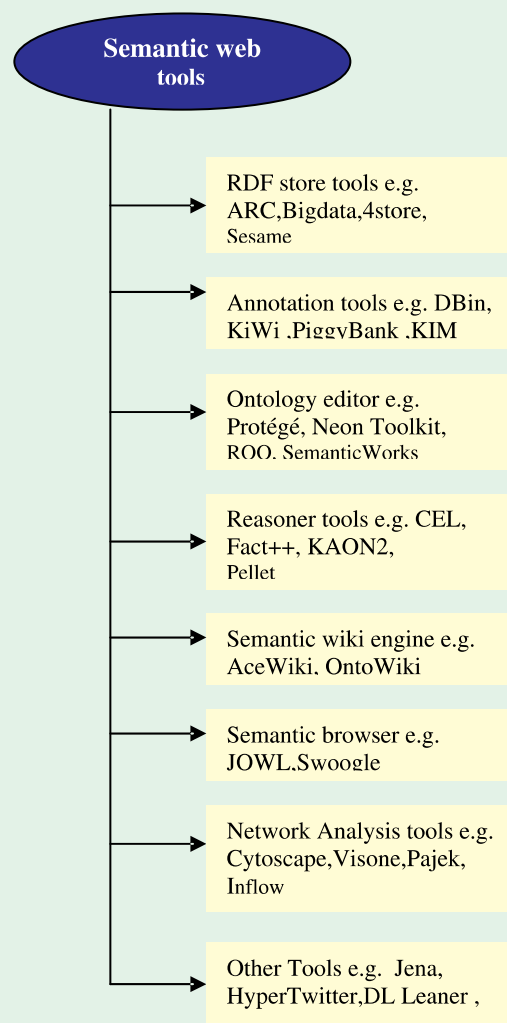 Semantic web
tools
RDF store tools e.g.
ARC,Bigdata,4store,
Sesame
Annotation tools e.g. DBin,
KiWi ,PiggyBank ,KIM
Ontology editor e.g.
Protégé, Neon Toolkit,
ROO, SemanticWorks
Reasoner tools e.g. CEL,
Fact++, KAON2,
Pellet
Semantic wiki engine e.g.
AceWiki, OntoWiki
Semantic browser e.g.
JOWL,Swoogle
Network Analysis tools e.g.
Cytoscape,Visone,Pajek,
Inflow
Other Tools e.g.  Jena,
HyperTwitter,DL Leaner ,